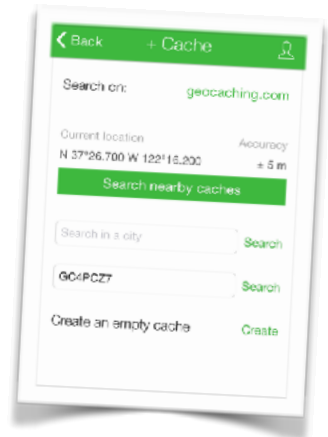 Back + Cache
Search on: geocaching.com
Current location Accuracy
N 37°26.700 W 122°16.200 ± 5 m
Search nearby caches
Search in a city Search
GC4PCZ7 Search
Create an empty cache Create